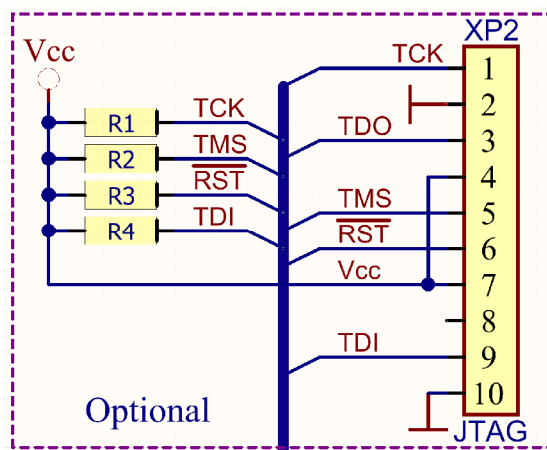 XP2
Vcc
TCK
1
2
R1
TCK
TDO
3
R2
TMS
4
R3
RST
TMS
5
R4
TDI
RST
6
Vcc
7
8
TDI
9
10
Optional
JTAG